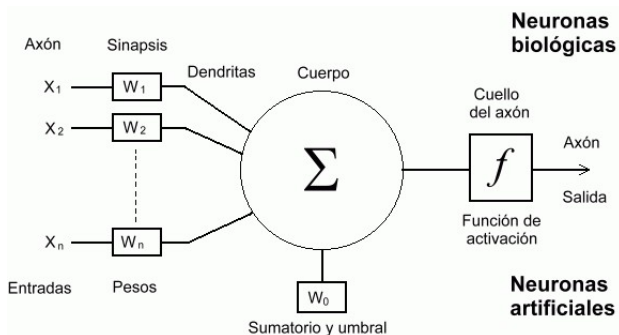 Neuronas
biológicas
Axón
Sinapsis
Dendritas
Cuerpo
Cuello
del axón
X1
W1
X2
W2
Σ
f
Axón
Salida
Xn
Wn
Función de
activación
Entradas
Pesos
W0
Sumatorio y umbral
Neuronas
artificiales